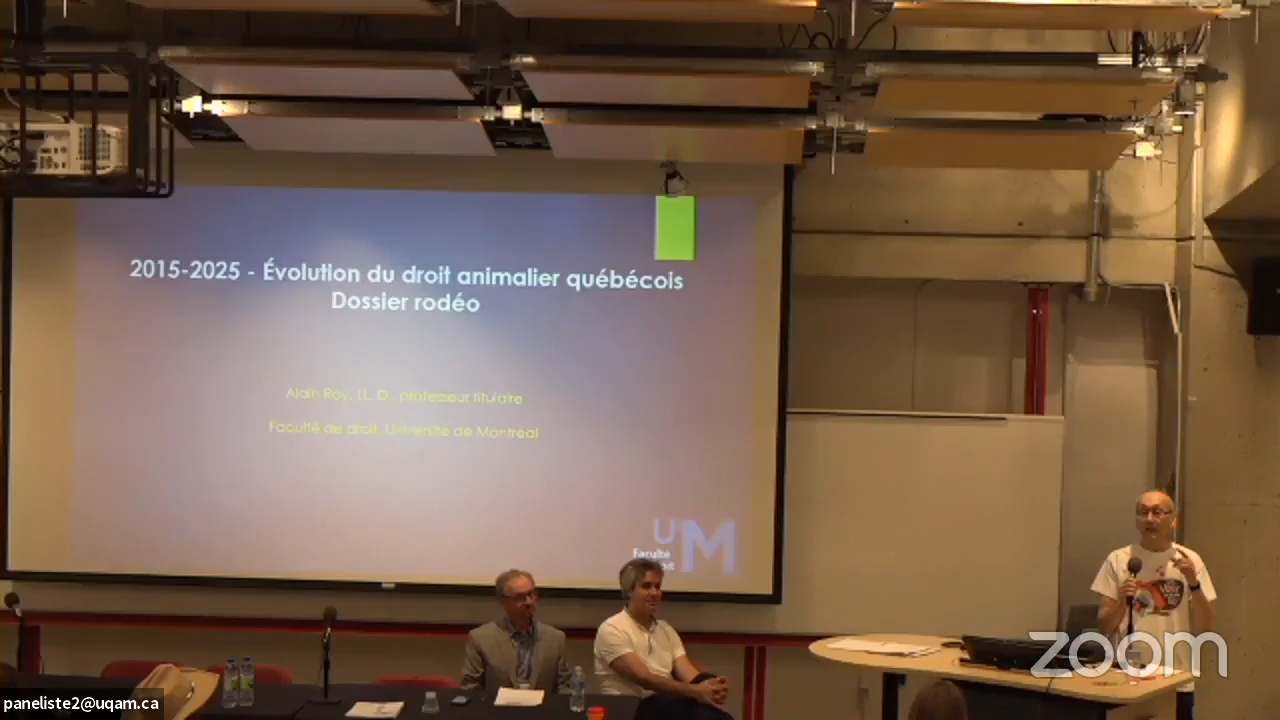 2015-2025 - Évolution du droit animalier québécois
Dossier rodéo
Alain Roy, LL. D., professeur titulaire
Faculté de droit, Université de Montréal
UM
Faculté
zoom
paneliste2@uqam.ca